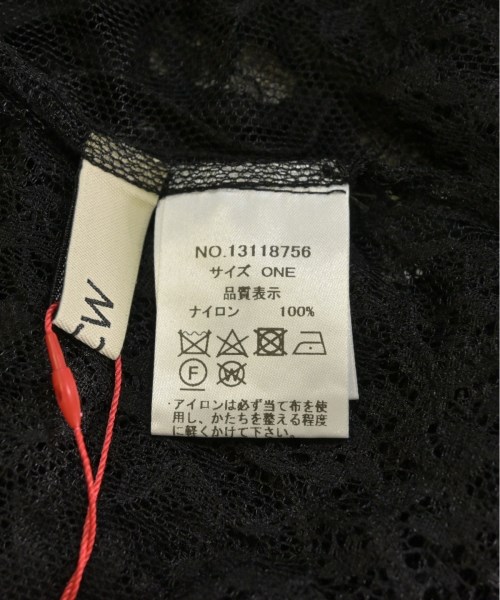 NO.13118756
サイズ ONE
品質表示
ナイロン 100%
F W
・アイロンは必ず当て布を使
用し、かたちを整える程度
に軽くかけて下さい。